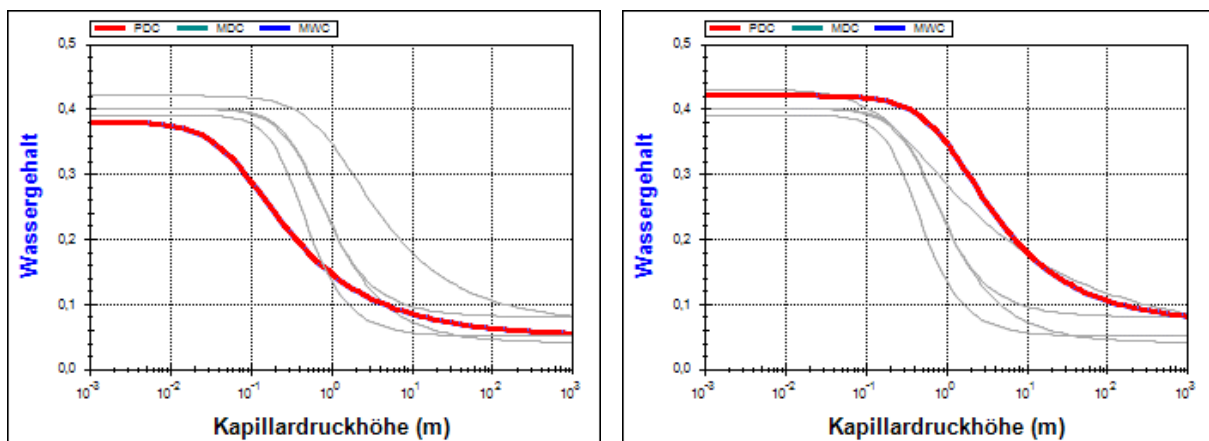 PDC MDC MWC
0,5
0,4
0,3
0,2
0,1
0,0
Wassergehalt
10-3 10-2 10-1 100 101 102 103
Kapillardruckhöhe (m)
PDC MDC MWC
0,5
0,4
0,3
0,2
0,1
0,0
Wassergehalt
10-3 10-2 10-1 100 101 102 103
Kapillardruckhöhe (m)